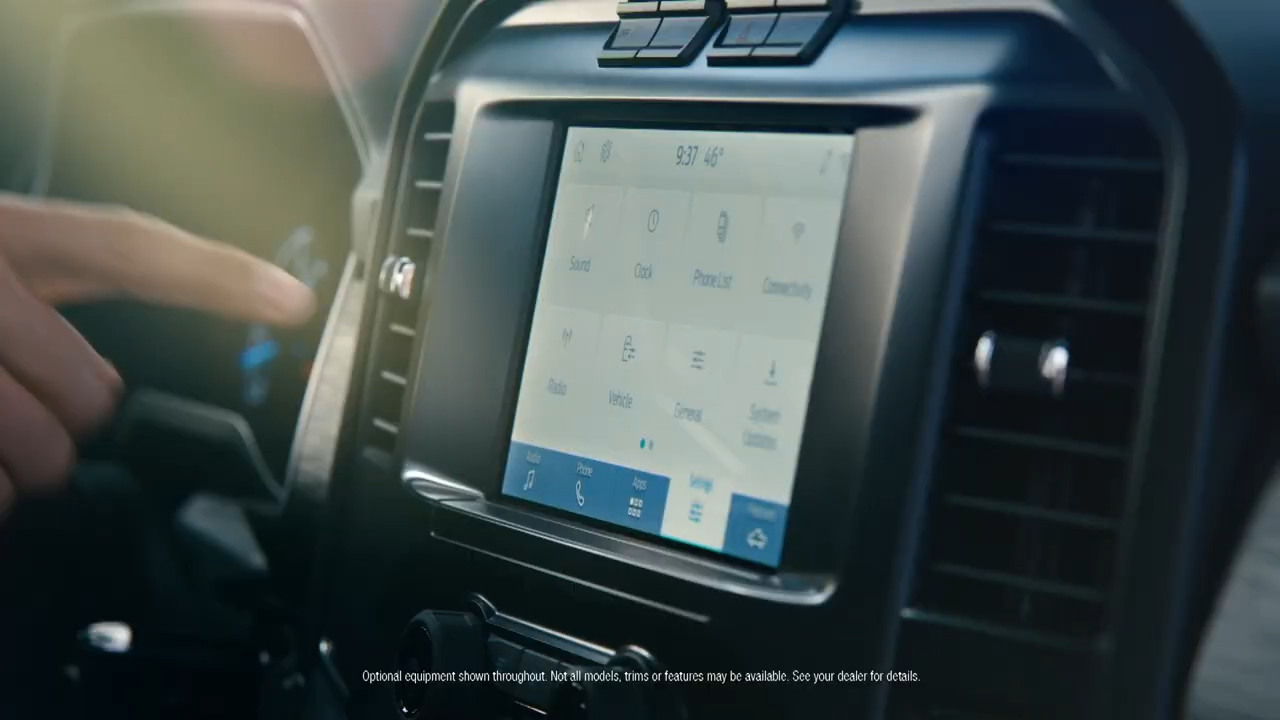 9:37 46°
Sound Clock Phone List Connectivity
Radio Vehicle General System
Updates
Audio Phone Apps Settings
Optional equipment shown throughout. Not all models, trims or features may be available. See your dealer for details.